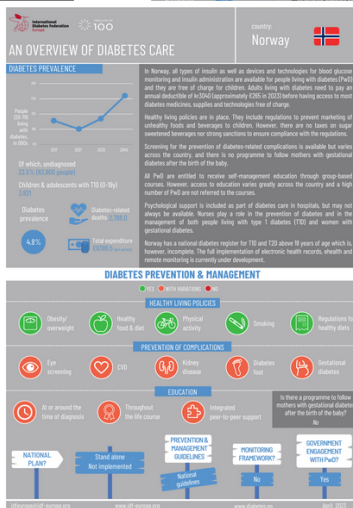 International
Diabetes Federation
Europe
100
country:
Norway
AN OVERVIEW OF DIABETES CARE
DIABETES PREVALENCE
People
(20-79)
living
with
diabetes,
in 000s
Of which, undiagnosed
Children & adolescents with T1D (0-19y)
Diabetes
prevalence
4,9%
Diabetes-related
deaths
Total expenditure
In Norway, all types of insulin as well as devices and technologies for blood glucose
monitoring and insulin administration are available for people living with diabetes (PwD)
and they are free of charge for children. Adults living with diabetes need to pay an
annual deductible of kr3040 (approximately €265 in 2023) before having access to most
diabetes medicines, supplies and technologies free of charge.
Healthy living policies are in place. They include regulations to prevent marketing of
unhealthy foods and beverages to children. However, there are no taxes on sugar
sweetened beverages nor strong sanctions to ensure compliance with the regulations.
Screening for the prevention of diabetes-related complications is available but varies
across the country, and there is no programme to follow mothers with gestational
diabetes after the birth of the baby.
All PwD are entitled to receive self-management education through group-based
courses. However, access to education varies greatly across the country and a high
number of PwD are not referred to the courses.
Psychological support is included as part of diabetes care in hospitals, but may not
always be available. Nurses play a role in the prevention of diabetes and in the
management of both people living with type 1 diabetes (T1D) and women with
gestational diabetes.
Norway has a national diabetes register for T1D and T2D above 18 years of age which is,
however, incomplete. The full implementation of electronic health records, ehealth and
remote monitoring is currently under development.
DIABETES PREVENTION & MANAGEMENT
YES WITH VARIATIONS NO
HEALTHY LIVING POLICIES
Obesity/
overweight
Healthy
food & diet
Physical
activity
Smoking
Regulations to
healthy diets
PREVENTION OF COMPLICATIONS
Eye
screening
CVD
Kidney
disease
Diabetes
foot
Gestational
diabetes
EDUCATION
At or around the
time of diagnosis
Throughout
the life course
Integrated
peer-to-peer support
Is there a programme to follow
mothers with gestational diabetes
after the birth of the baby?
No
NATIONAL
PLAN?
Stand alone
Not implemented
PREVENTION &
MANAGEMENT
GUIDELINES
National
guidelines
MONITORING
FRAMEWORK?
No
GOVERNMENT
ENGAGEMENT
WITH PwD?
Yes
www.idf-europe.org
www.diabetes.no
April, 2023